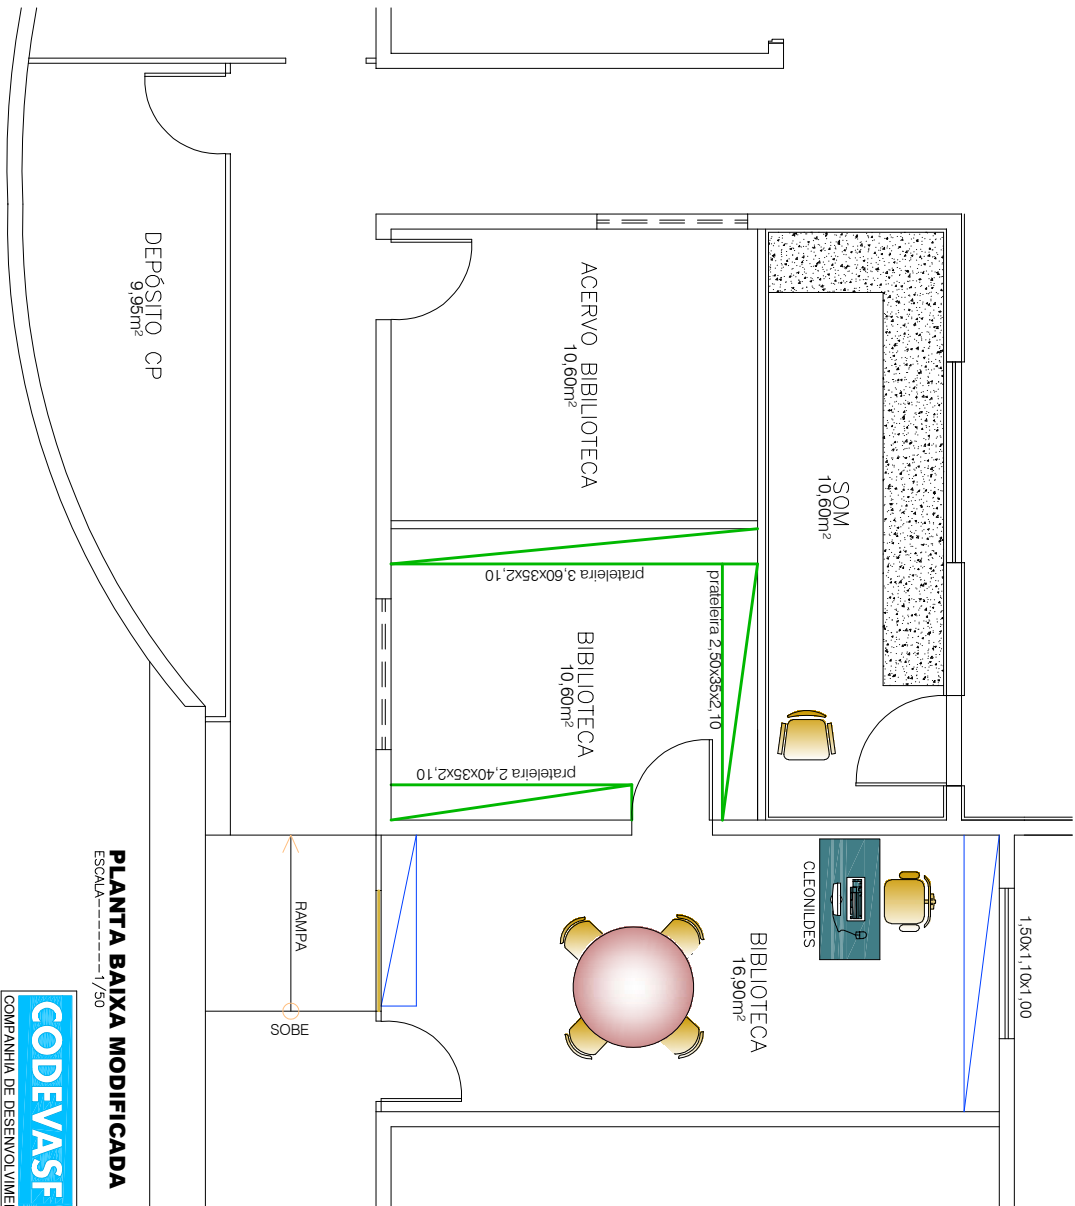 DEPÓSITO CP
9,95m²
ACERVO BIBILIOTECA
10,60m²
SOM
10,60m²
prateleira 3,60x35x2,10
prateleira 2,50x35x2,10
BIBILIOTECA
10,60m²
prateleira 2,40x35x2,10
CLEONILDES
BIBLIOTECA
16,90m²
1,50x1,10x1,00
RAMPA
SOBE
PLANTA BAIXA MODIFICADA
ESCALA--------1/50
CODEVASF
COMPANHIA DE